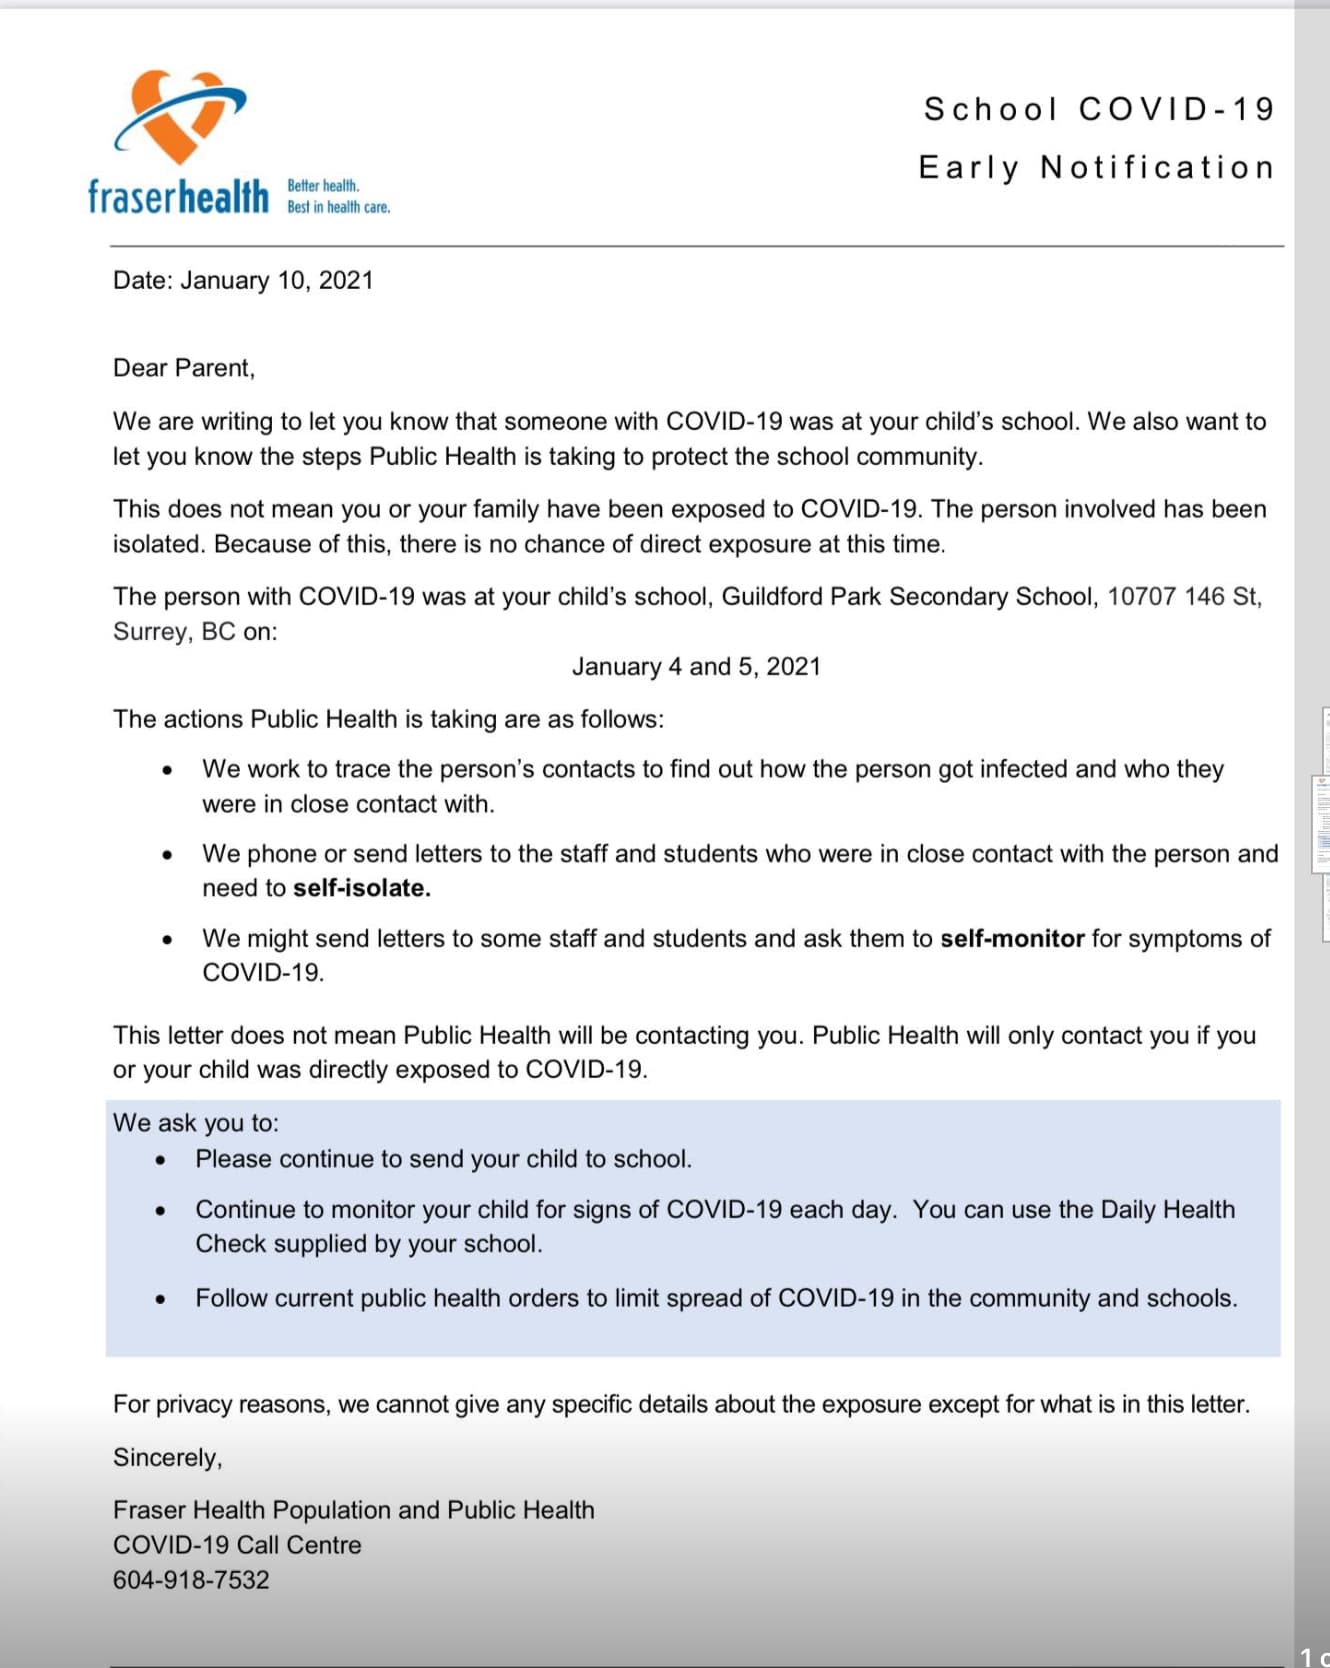 School COVID-19
Early Notification
fraserhealth
Better health.
Best in health care.
Date: January 10, 2021
Dear Parent,
We are writing to let you know that someone with COVID-19 was at your child's school. We also want to
let you know the steps Public Health is taking to protect the school community.
This does not mean you or your family have been exposed to COVID-19. The person involved has been
isolated. Because of this, there is no chance of direct exposure at this time.
The person with COVID-19 was at your child's school, Guildford Park Secondary School, 10707 146 St,
Surrey, BC on:
January 4 and 5, 2021
The actions Public Health is taking are as follows:
• We work to trace the person's contacts to find out how the person got infected and who they
were in close contact with.
• We phone or send letters to the staff and students who were in close contact with the person and
need to self-isolate.
• We might send letters to some staff and students and ask them to self-monitor for symptoms of
COVID-19.
This letter does not mean Public Health will be contacting you. Public Health will only contact you if you
or your child was directly exposed to COVID-19.
We ask you to:
• Please continue to send your child to school.
• Continue to monitor your child for signs of COVID-19 each day. You can use the Daily Health
Check supplied by your school.
• Follow current public health orders to limit spread of COVID-19 in the community and schools.
For privacy reasons, we cannot give any specific details about the exposure except for what is in this letter.
Sincerely,
Fraser Health Population and Public Health
COVID-19 Call Centre
604-918-7532
1